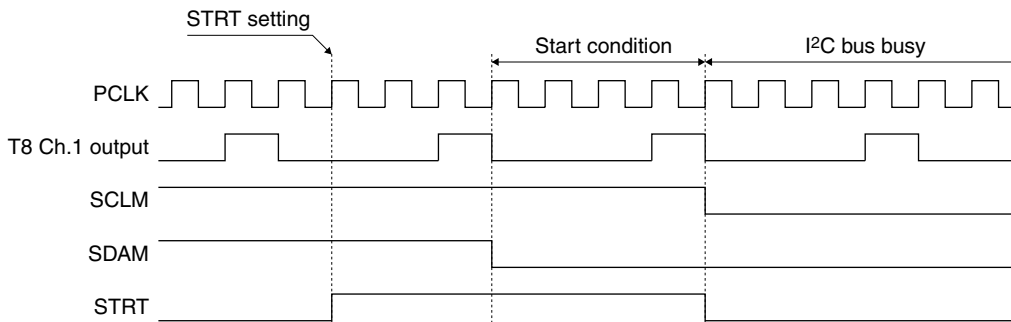 STRT setting
Start condition
I²C bus busy
PCLK
T8 Ch.1 output
SCLM
SDAM
STRT